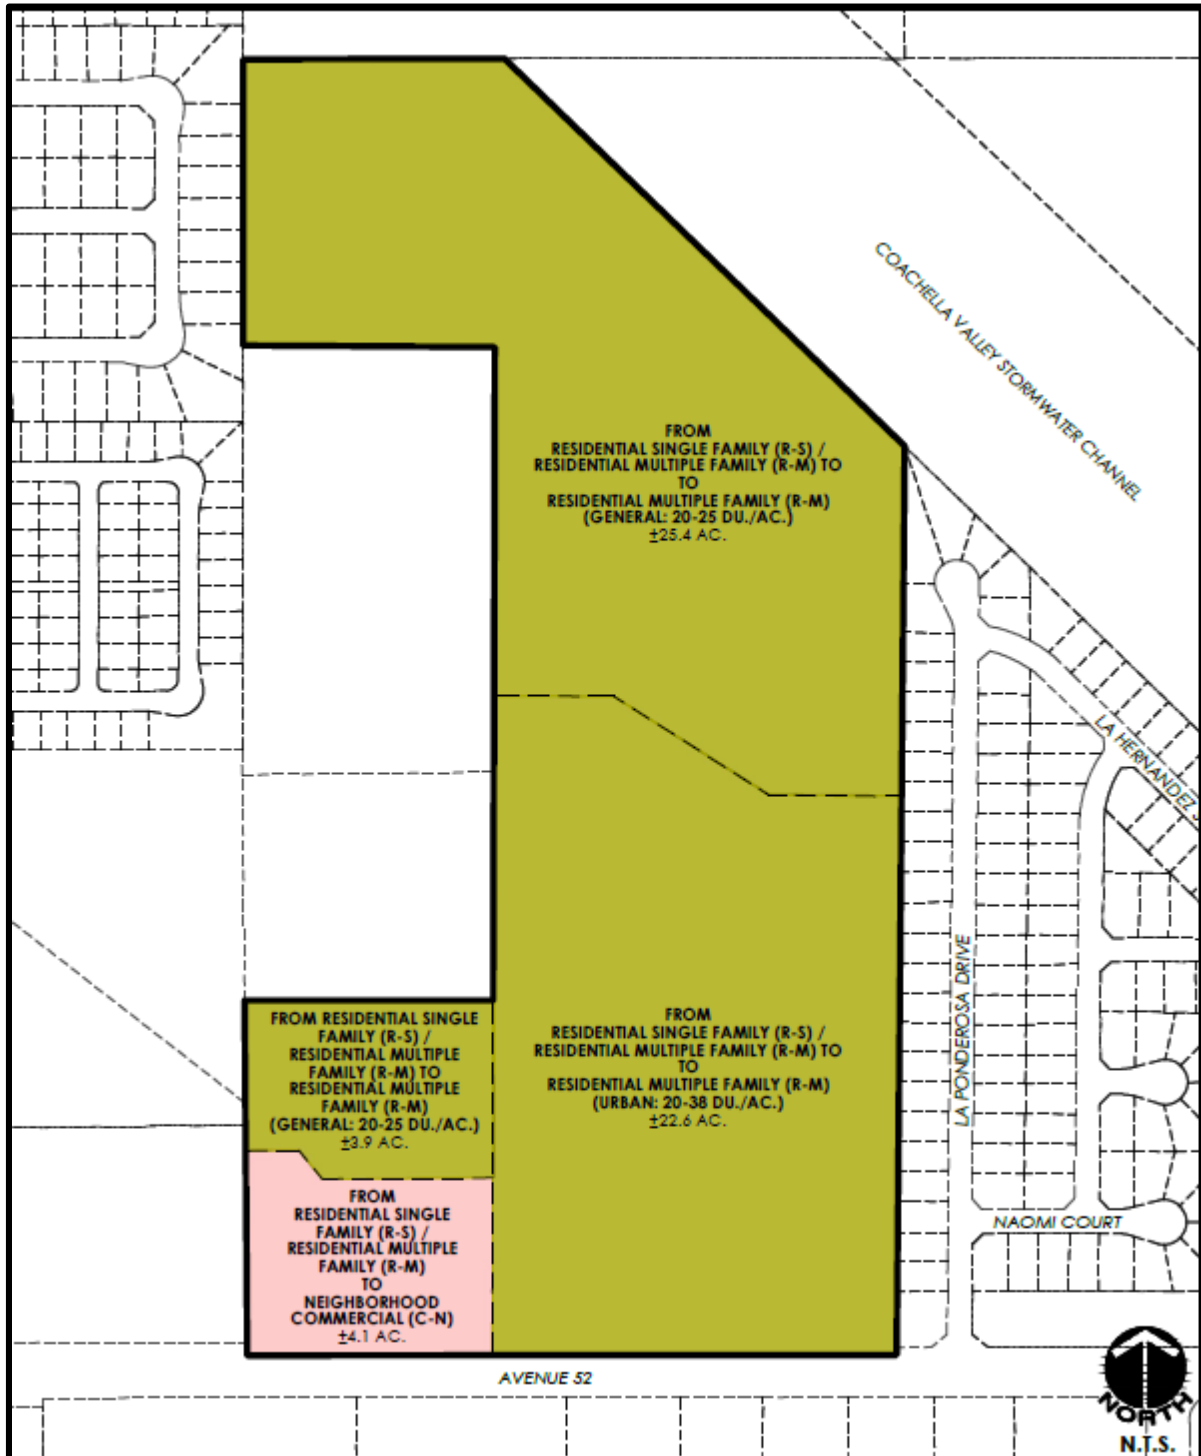 COACHELLA VALLEY STORMWATER CHANNEL
FROM
RESIDENTIAL SINGLE FAMILY (R-S) /
RESIDENTIAL MULTIPLE FAMILY (R-M) TO
TO
RESIDENTIAL MULTIPLE FAMILY (R-M)
(GENERAL: 20-25 DU./AC.)
±25.4 AC.
LA HERNANDEZ S
LA PONDEROSA DRIVE
FROM RESIDENTIAL SINGLE
FAMILY (R-S) /
RESIDENTIAL MULTIPLE
FAMILY (R-M) TO
RESIDENTIAL MULTIPLE
FAMILY (R-M)
(GENERAL: 20-25 DU./AC.)
±3.9 AC.
FROM
RESIDENTIAL SINGLE FAMILY (R-S) /
RESIDENTIAL MULTIPLE FAMILY (R-M) TO
TO
RESIDENTIAL MULTIPLE FAMILY (R-M)
(URBAN: 20-38 DU./AC.)
±22.6 AC.
FROM
RESIDENTIAL SINGLE
FAMILY (R-S) /
RESIDENTIAL MULTIPLE
FAMILY (R-M)
TO
NEIGHBORHOOD
COMMERCIAL (C-N)
±4.1 AC.
NAOMI COURT
AVENUE 52
NORTH
N.T.S.